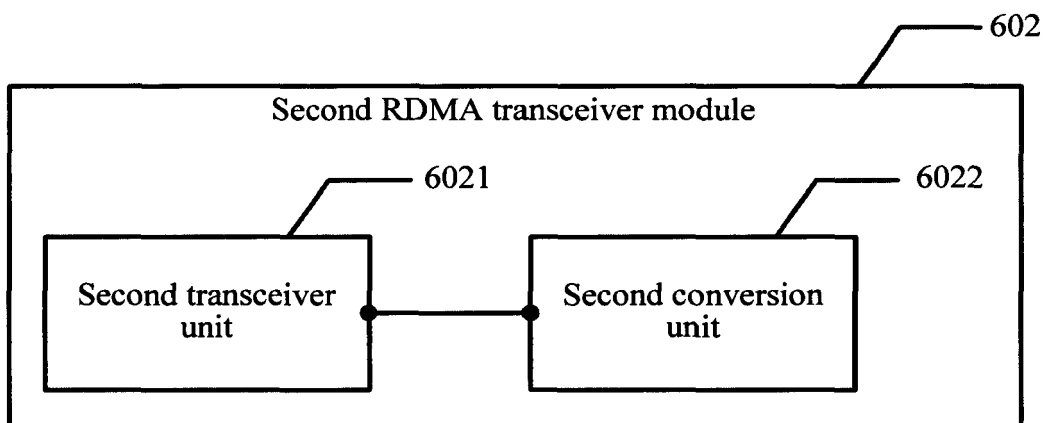 602
Second RDMA transceiver module
6021
6022
Second transceiver
unit
Second conversion
unit